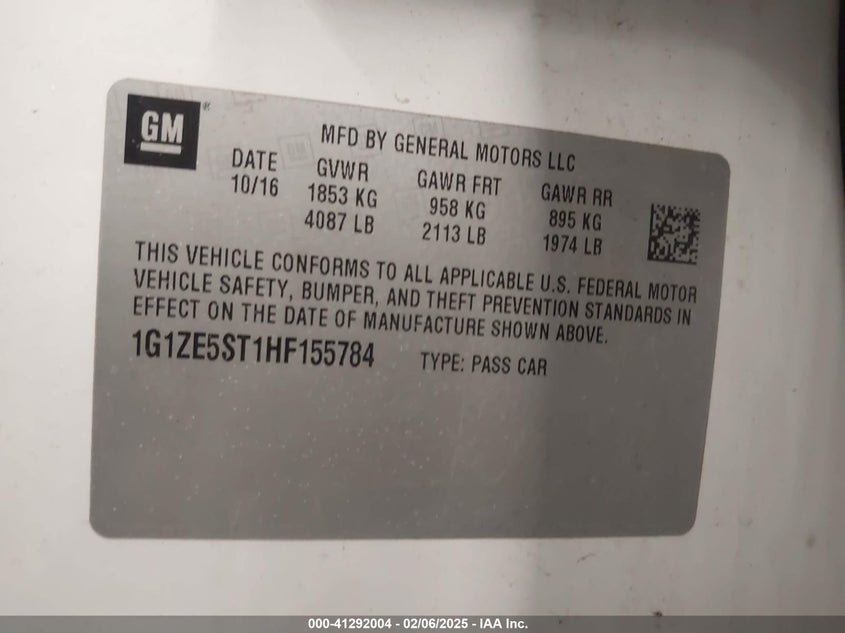 GM ®
MFD BY GENERAL MOTORS LLC
DATE GVWR GAWR FRT GAWR RR
10/16 1853 KG 958 KG 895 KG
4087 LB 2113 LB 1974 LB
THIS VEHICLE CONFORMS TO ALL APPLICABLE U.S. FEDERAL MOTOR
VEHICLE SAFETY, BUMPER, AND THEFT PREVENTION STANDARDS IN
EFFECT ON THE DATE OF MANUFACTURE SHOWN ABOVE.
1G1ZE5ST1HF155784 TYPE: PASS CAR
000-41292004 - 02/06/2025 - IAA Inc.